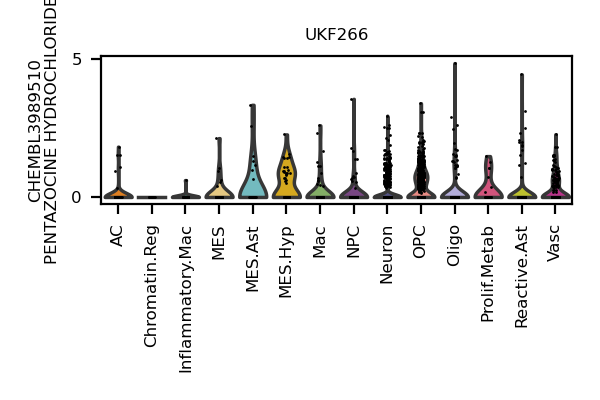 UKF266
CHEMBL3989510
PENTAZOCINE HYDROCHLORIDE
5
0
AC
Chromatin.Reg
Inflammatory.Mac
MES
MES.Ast
MES.Hyp
Mac
NPC
Neuron
OPC
Oligo
Prolif.Metab
Reactive.Ast
Vasc